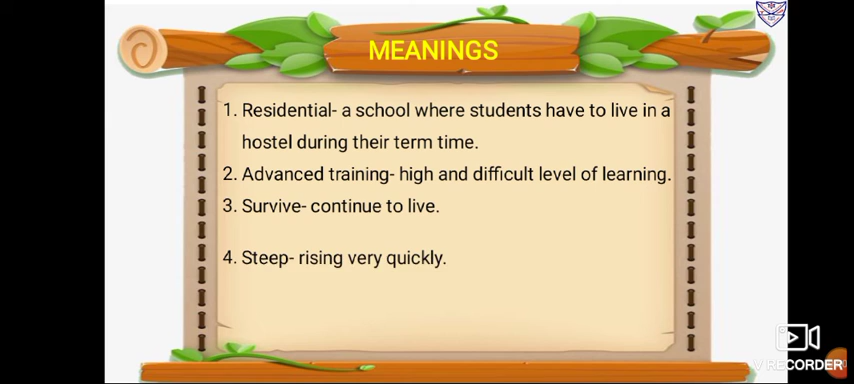 MEANINGS
1. Residential- a school where students have to live in a
hostel during their term time.
2. Advanced training- high and difficult level of learning.
3. Survive- continue to live.
4. Steep- rising very quickly.
V RECORDER